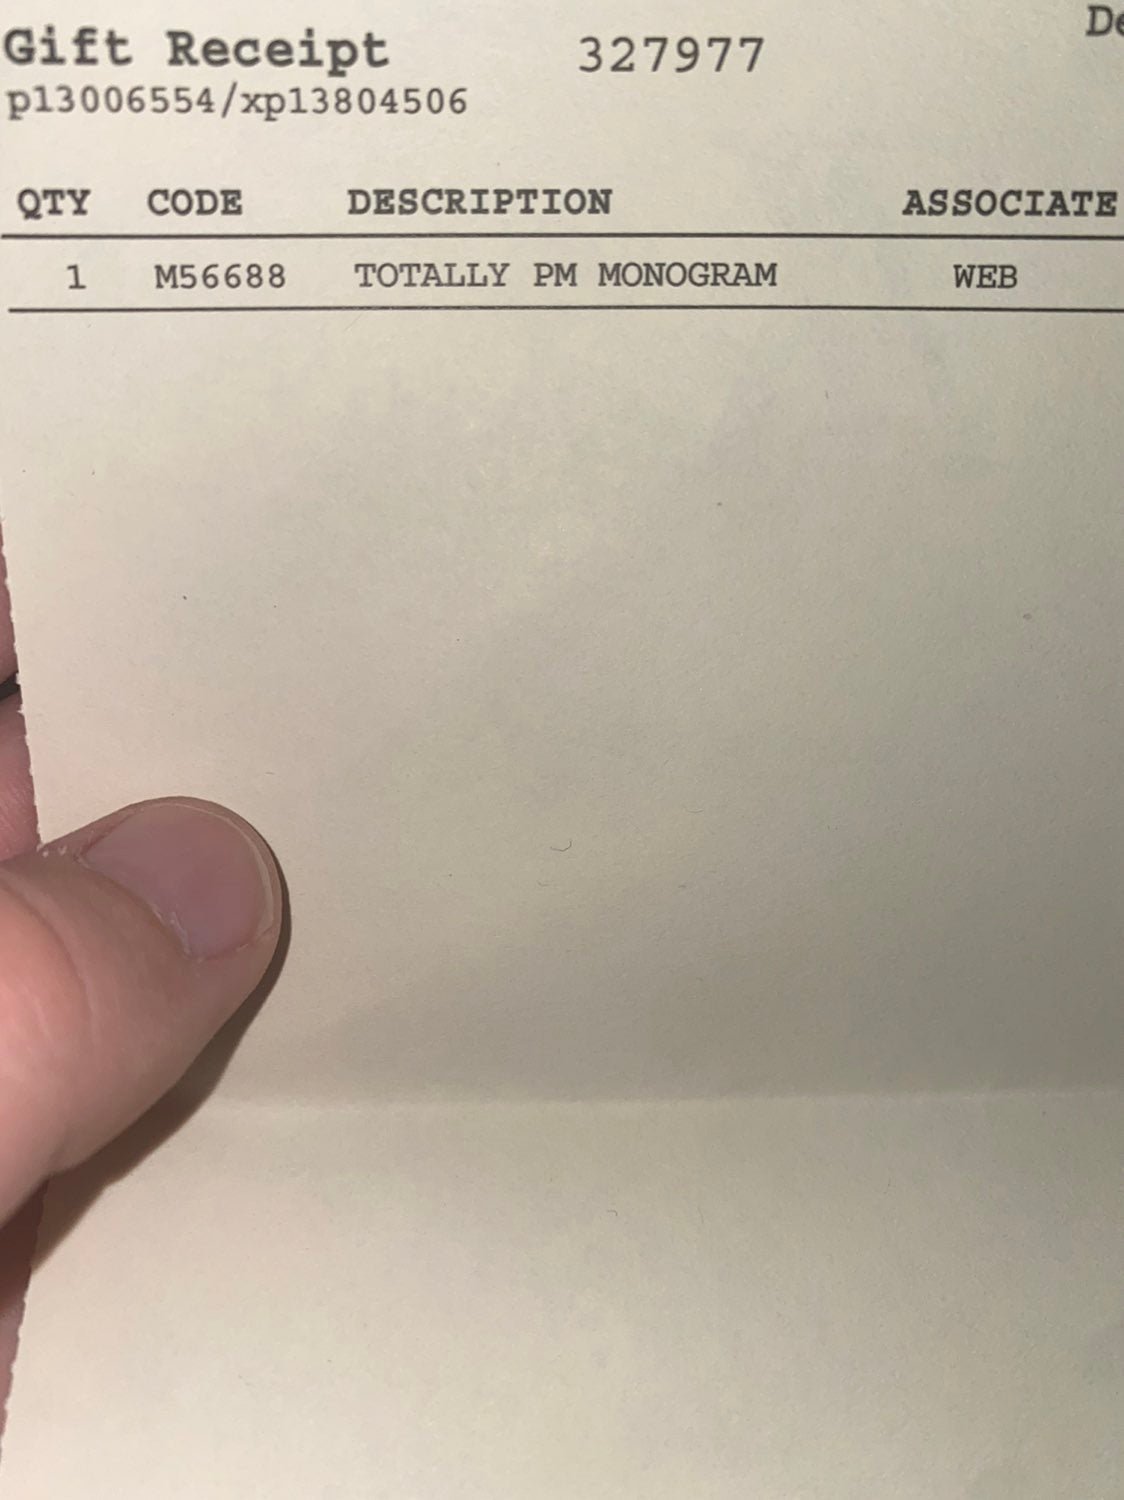 Gift Receipt 327977
p13006554/xp13804506
QTY CODE DESCRIPTION ASSOCIATE
1 M56688 TOTALLY PM MONOGRAM WEB